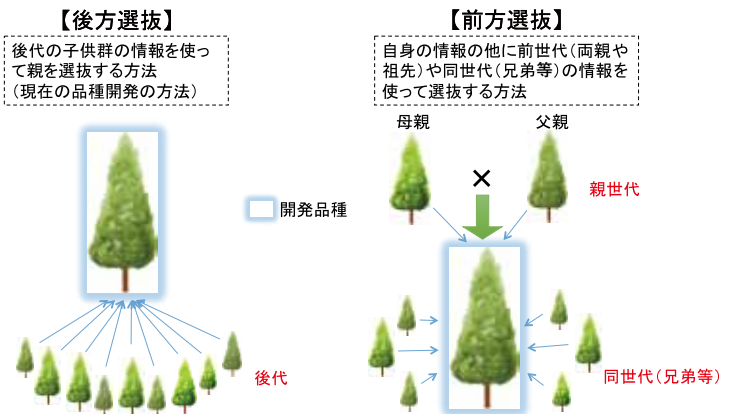 【後方選抜】
後代の子供群の情報を使っ
て親を選抜する方法
（現在の品種開発の方法）
開発品種
後代
【前方選抜】
自身の情報の他に前世代（両親や
祖先）や同世代（兄弟等）の情報を
使って選抜する方法
母親
父親
×
親世代
同世代（兄弟等）